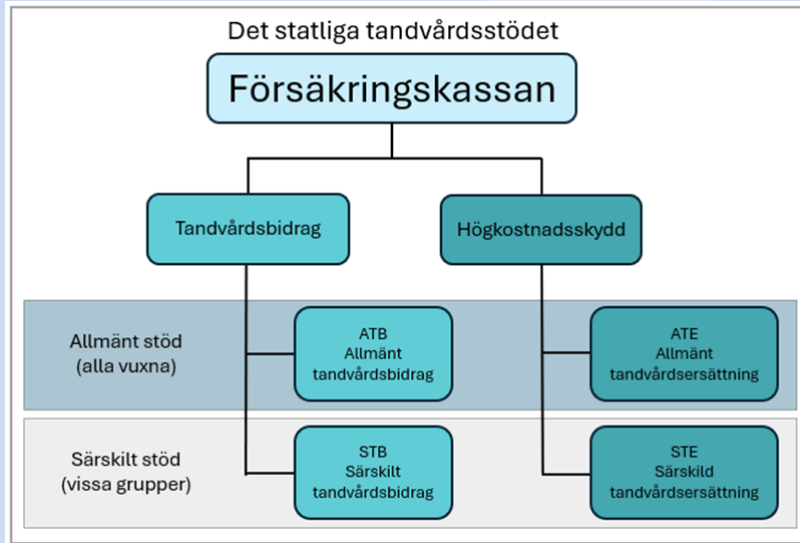 Det statliga tandvårdsstödet
Försäkringskassan
Tandvårdsbidrag
Högkostnadsskydd
Allmänt stöd
(alla vuxna)
ATB
Allmänt
tandvårdsbidrag
ATE
Allmänt
tandvårdsersättning
Särskilt stöd
(vissa grupper)
STB
Särskilt
tandvårdsbidrag
STE
Särskild
tandvårdsersättning